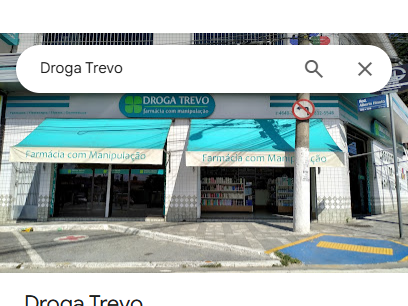 Droga Trevo
DROGA TREVO
farmácia com manipulação
Farmácia com Manipulação
Farmácia com Manipulação
Droga Trevo